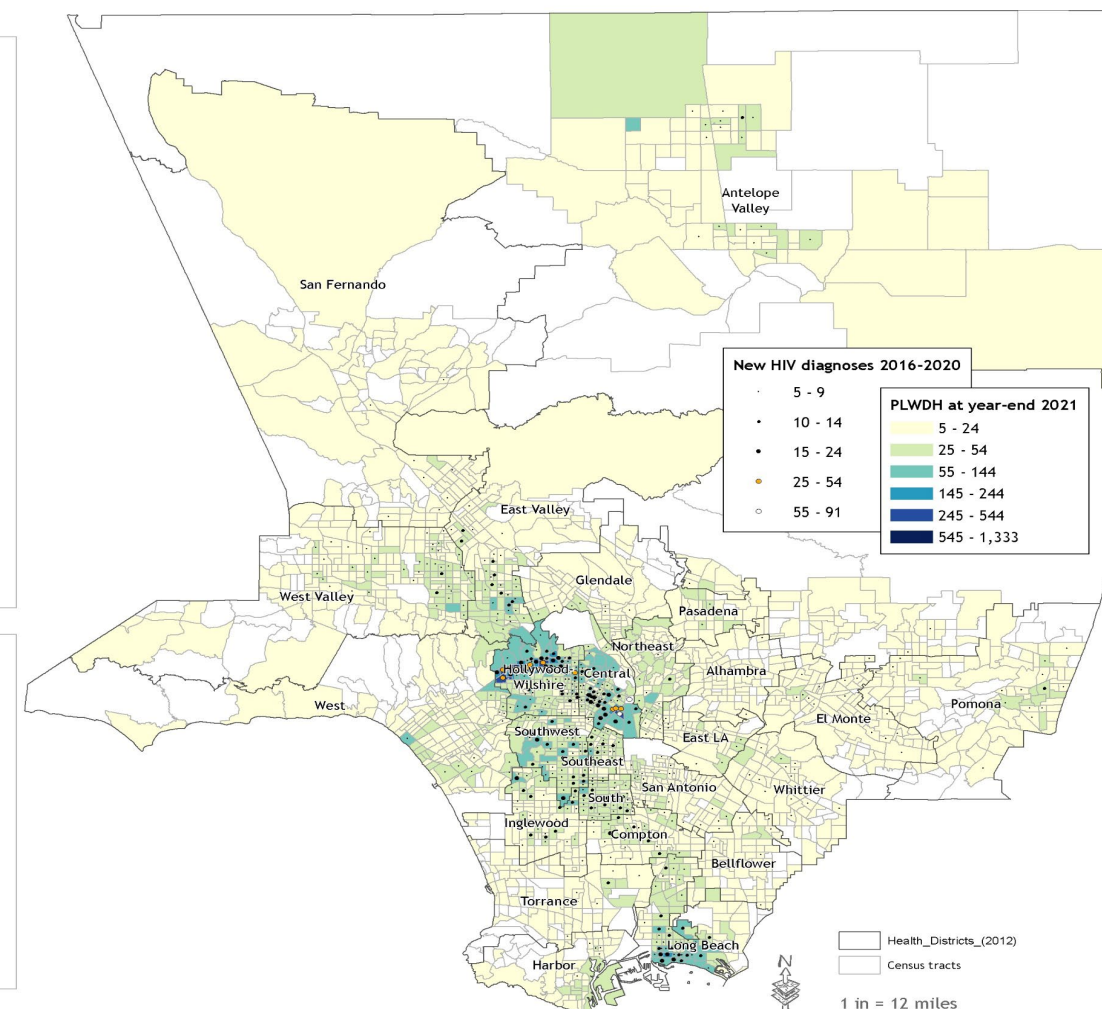 Antelope
Valley
San Fernando
New HIV diagnoses 2016-2020
5 - 9
10 - 14
15 - 24
25 - 54
55 - 91
PLWDH at year-end 2021
5 - 24
25 - 54
55 - 144
145 - 244
245 - 544
545 - 1,333
East Valley
Glendale
West Valley
Pasadena
Northeast
Hollywood-
Wilshire
Central
Alhambra
West
Pomona
El Monte
Southwest
East LA
Southeast
San Antonio
Whittier
South
Inglewood
Compton
Bellflower
Torrance
Long Beach
Harbor
Health_Districts_(2012)
Census tracts
N
1 in = 12 miles